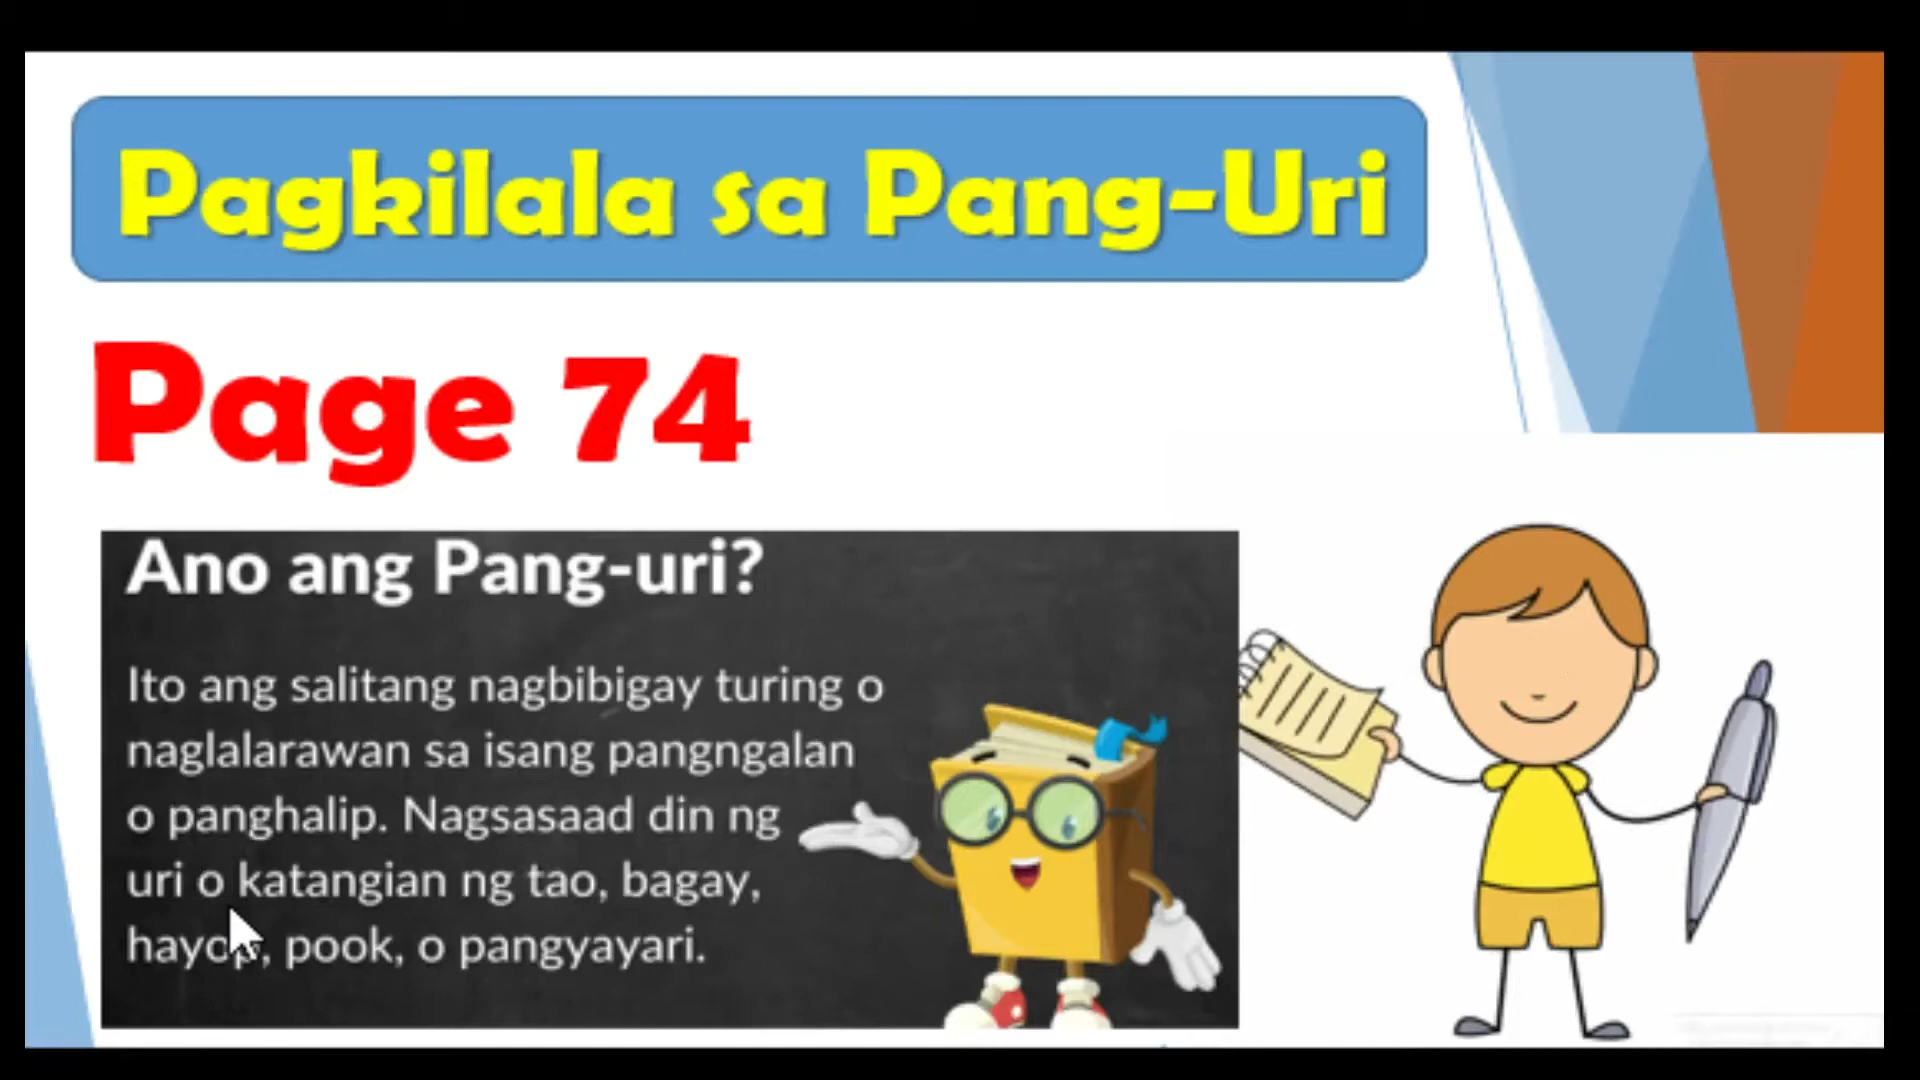 Pagkilala sa Pang-Uri
Page 74
Ano ang Pang-uri?
Ito ang salitang nagbibigay turing o
naglalarawan sa isang pangngalan
o panghalip. Nagsasaad din ng
uri o katangian ng tao, bagay,
hayop, pook, o pangyayari.